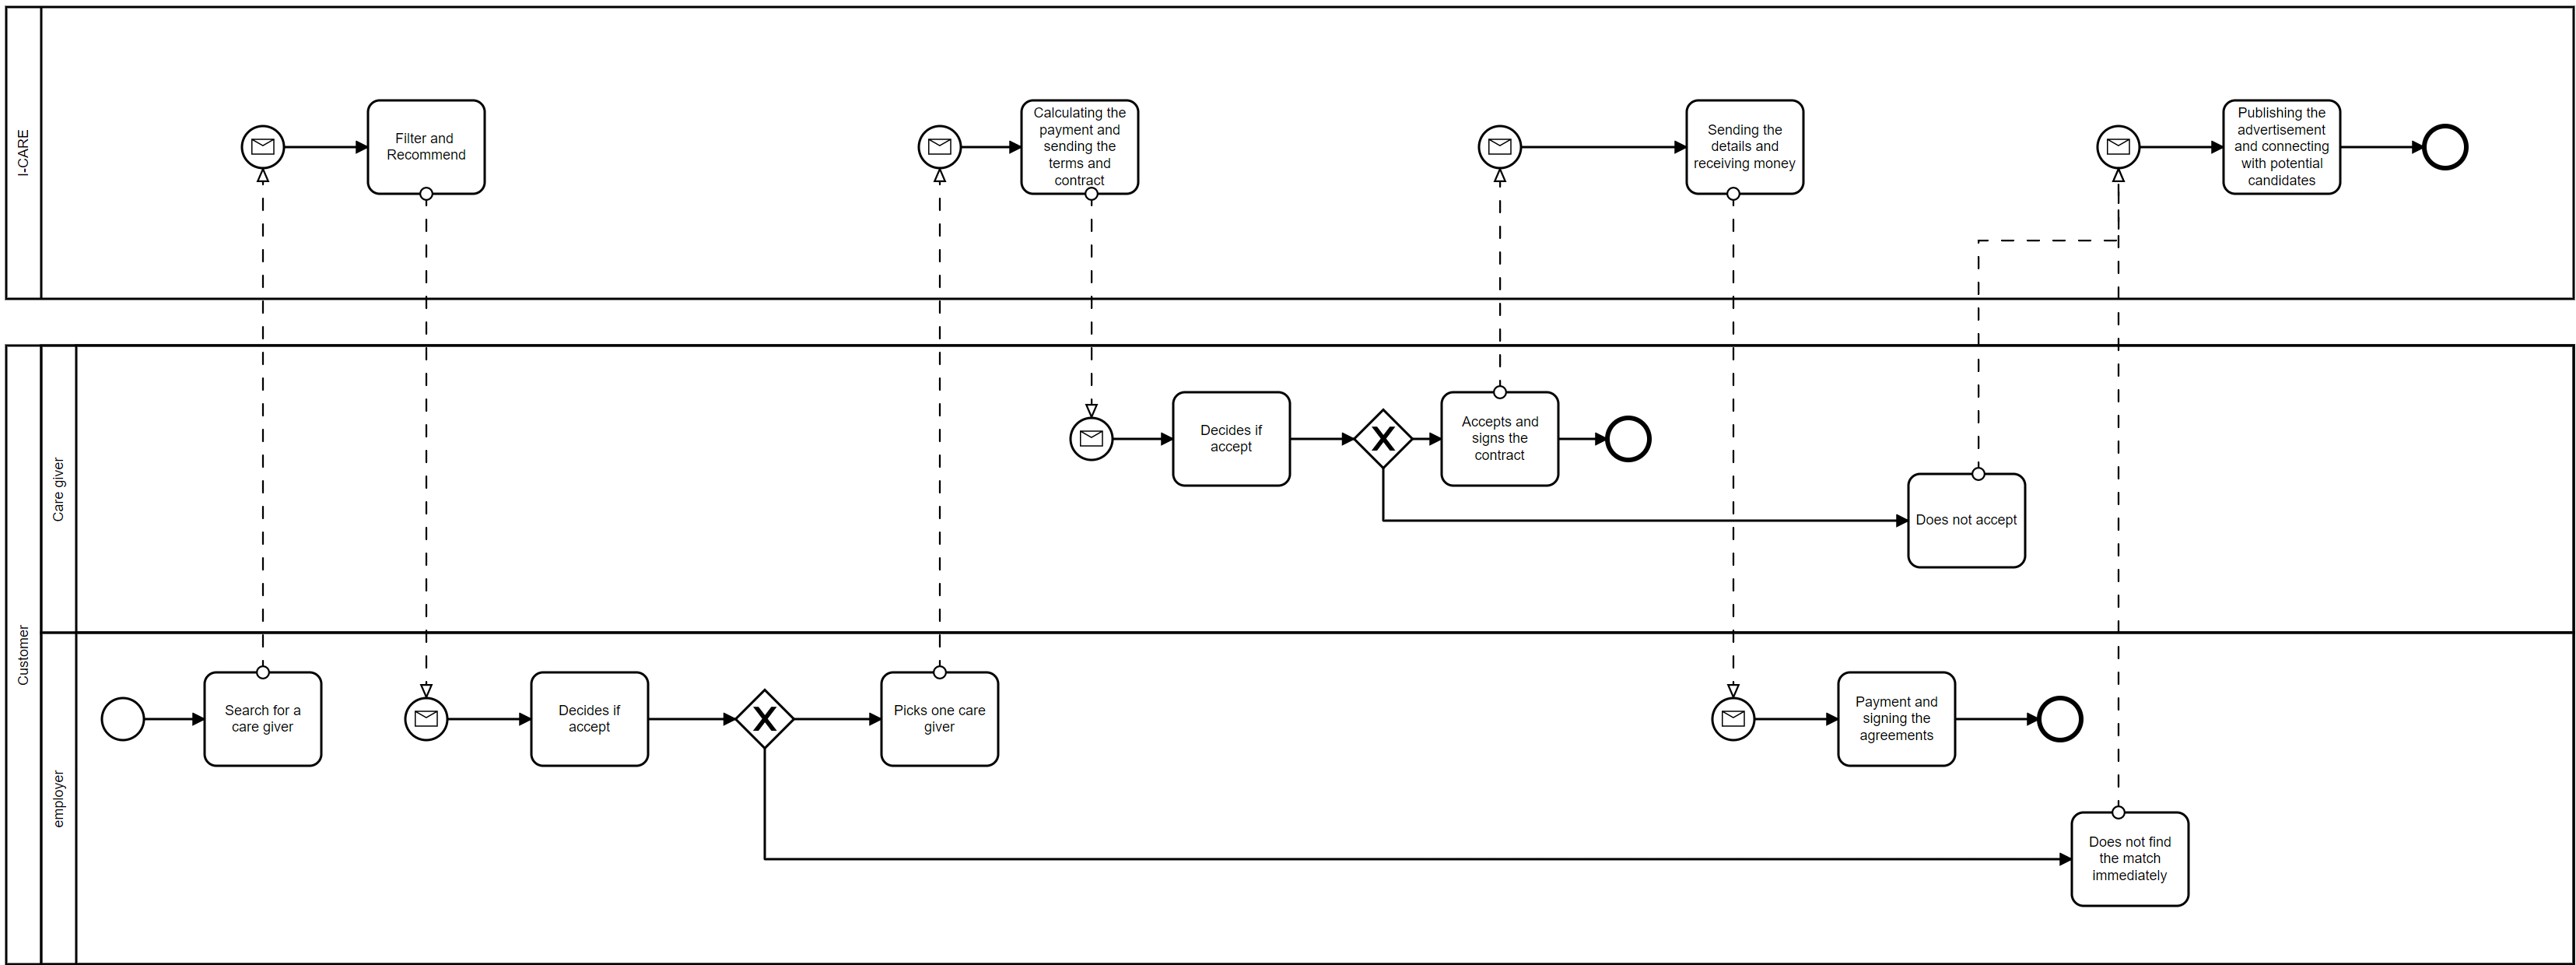 I-CARE
Filter and
Recommend
Calculating the
payment and
sending the
terms and
contract
Sending the
details and
receiving money
Publishing the
advertisement
and connecting
with potential
candidates
Customer
Care giver
Decides if
accept
X
Accepts and
signs the
contract
Does not accept
employer
Search for a
care giver
Decides if
accept
X
Picks one care
giver
Payment and
signing the
agreements
Does not find
the match
immediately